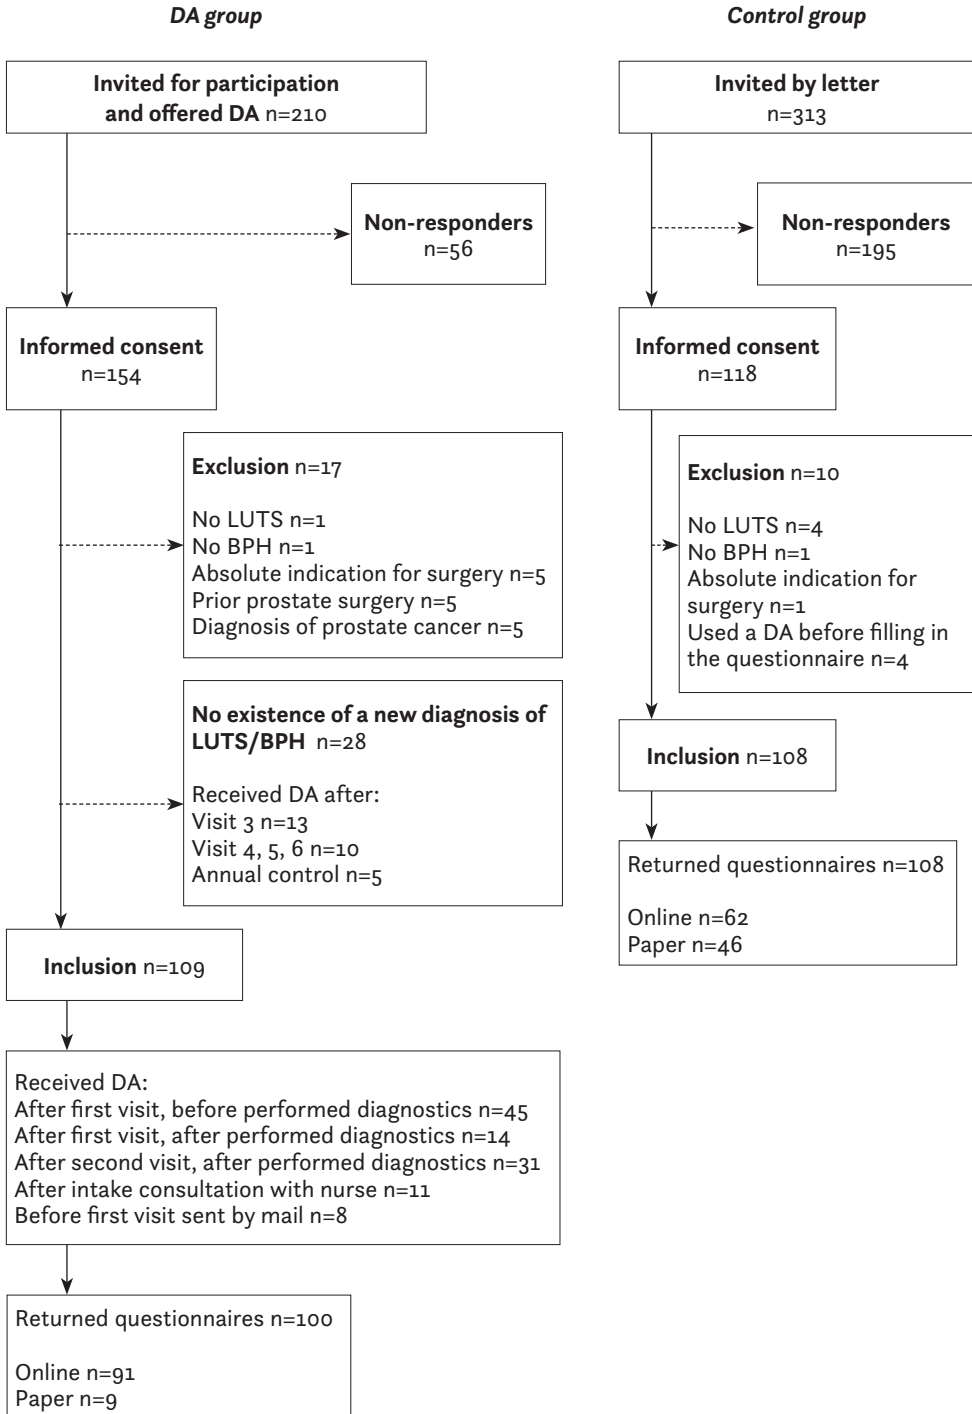 DA group
Invited for participation
and offered DA n=210
Non-responders
n=56
Informed consent
n=154
Exclusion n=17
No LUTS n=1
No BPH n=1
Absolute indication for surgery n=5
Prior prostate surgery n=5
Diagnosis of prostate cancer n=5
No existence of a new diagnosis of
LUTS/BPH n=28
Received DA after:
Visit 3 n=13
Visit 4, 5, 6 n=10
Annual control n=5
Inclusion n=109
Received DA:
After first visit, before performed diagnostics n=45
After first visit, after performed diagnostics n=14
After second visit, after performed diagnostics n=31
After intake consultation with nurse n=11
Before first visit sent by mail n=8
Returned questionnaires n=100
Online n=91
Paper n=9
Control group
Invited by letter
n=313
Non-responders
n=195
Informed consent
n=118
Exclusion n=10
No LUTS n=4
No BPH n=1
Absolute indication for
surgery n=1
Used a DA before filling in
the questionnaire n=4
Inclusion n=108
Returned questionnaires n=108
Online n=62
Paper n=46